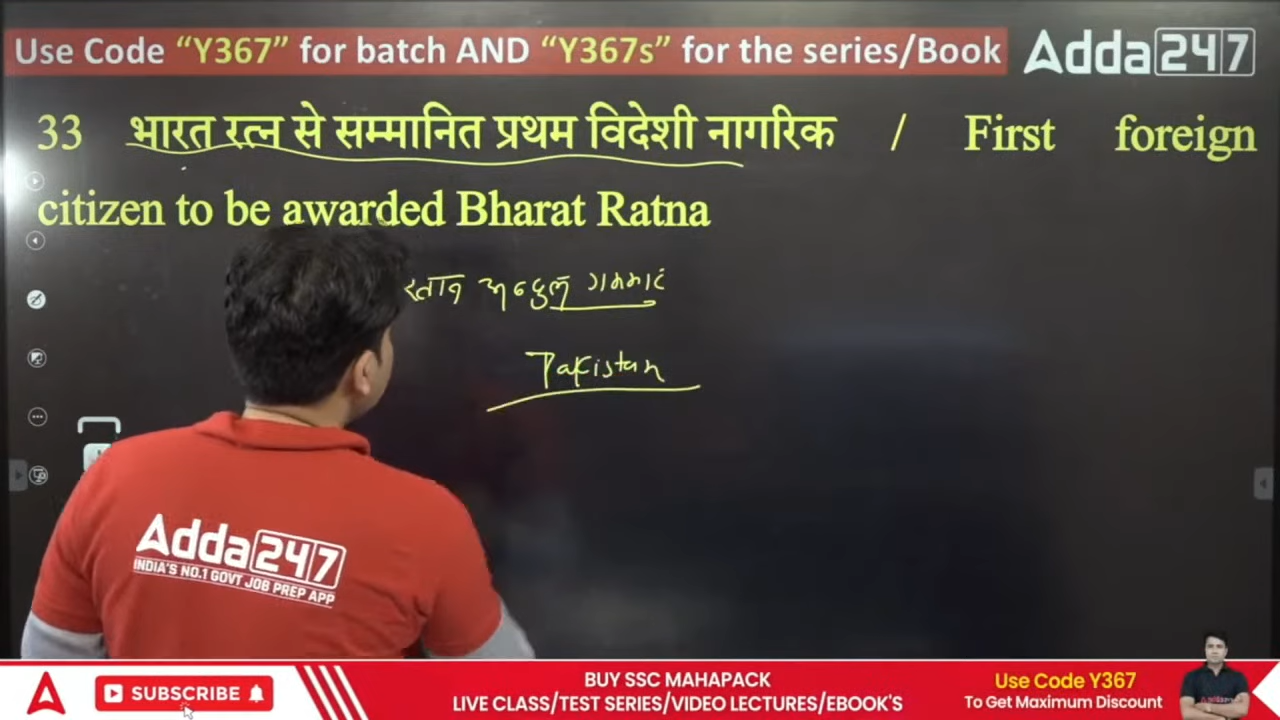 Use Code “Y367” for batch AND “Y367s” for the series/Book
Adda247
33 भारत रत्न से सम्मानित प्रथम विदेशी नागरिक / First foreign
citizen to be awarded Bharat Ratna
अब्दुल गफ्फार
Pakistan
Adda247
INDIA'S NO.1 GOVT JOB PREP APP
SUBSCRIBE
BUY SSC MAHAPACK
LIVE CLASS/TEST SERIES/VIDEO LECTURES/EBOOK'S
Use Code Y367
To Get Maximum Discount